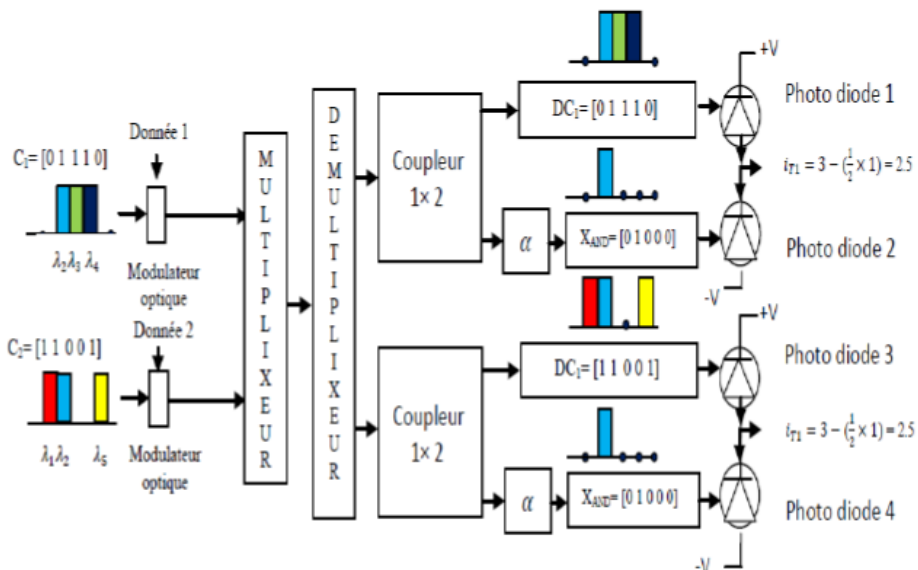 Donnée 1
C₁= [0 1 1 1 0]
λ₂ λ₃ λ₄
Modulateur
optique
Donnée 2
C₂= [1 1 0 0 1]
λ₁ λ₂ λ₅
Modulateur
optique
MULTIPLIXEUR
DEMULTIPLIXEUR
Coupleur
1× 2
DC₁= [0 1 1 1 0]
α
X_AND= [0 1 0 0 0]
+V
Photo diode 1
i_T1 = 3 − (1/2 × 1) = 2.5
Photo diode 2
-V
Coupleur
1× 2
DC₁= [1 1 0 0 1]
α
X_AND= [0 1 0 0 0]
+V
Photo diode 3
i_T1 = 3 − (1/2 × 1) = 2.5
Photo diode 4
-V